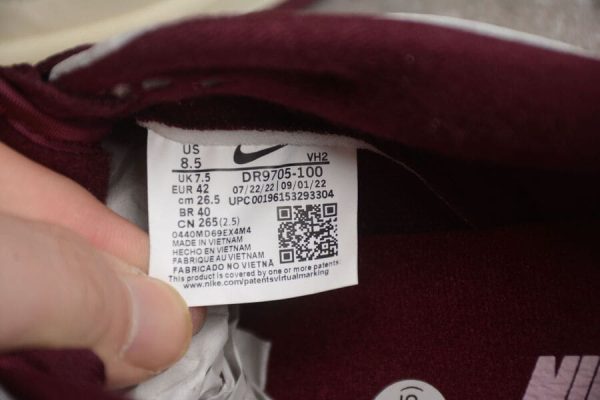 US
8.5 VH2
UK 7.5 DR9705-100
EUR 42 07/22/22 | 09/01/22
cm 26.5 UPC00196153293304
BR 40
CN 265(2.5)
0440MD69EX4M4
MADE IN VIETNAM
HECHO EN VIETNAM
FABRIQUE AU VIETNAM
FABRICADO NO VIETNÃ
This product is covered by one or more patents:
www.nike.com/patentsvirtualmarking